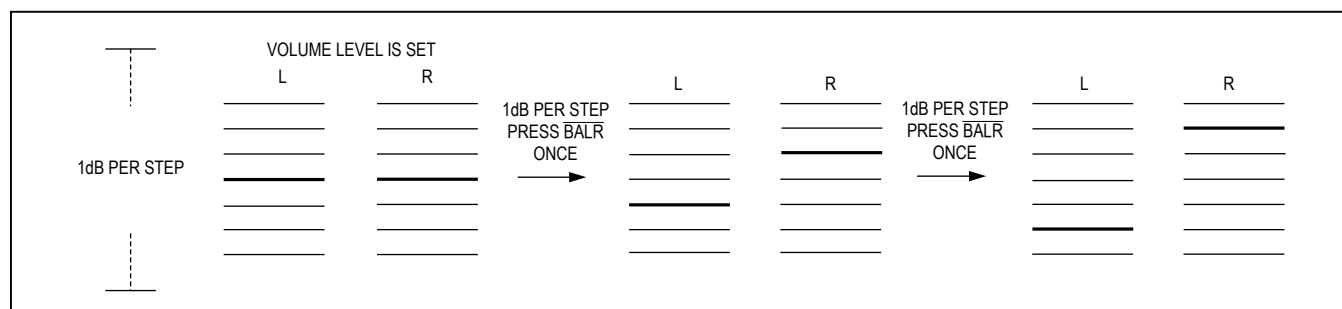 VOLUME LEVEL IS SET
L
R
1dB PER STEP
1dB PER STEP
PRESS BALR
ONCE
L
R
1dB PER STEP
PRESS BALR
ONCE
L
R